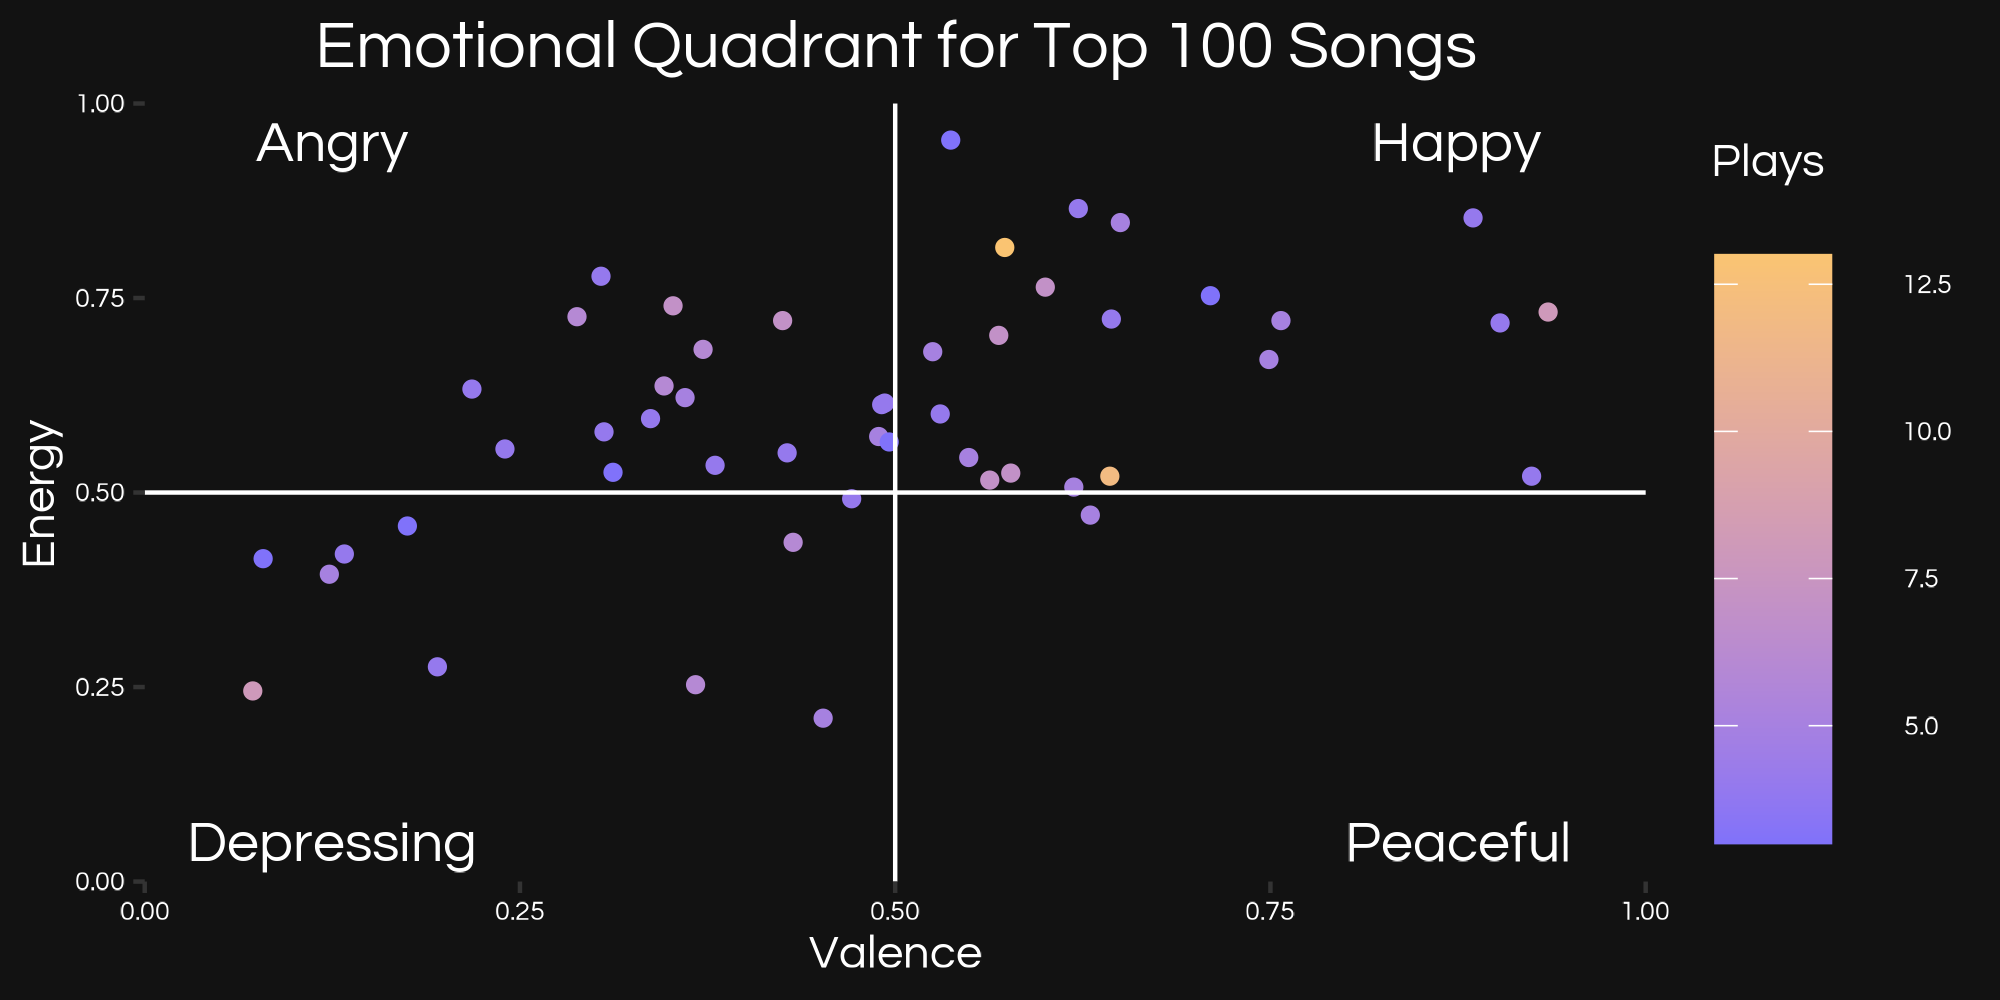 Emotional Quadrant for Top 100 Songs
1.00
Angry
Happy
Plays
12.5
0.75
10.0
Energy
0.50
7.5
0.25
5.0
Depressing
Peaceful
0.00
0.00 0.25 0.50 0.75 1.00
Valence